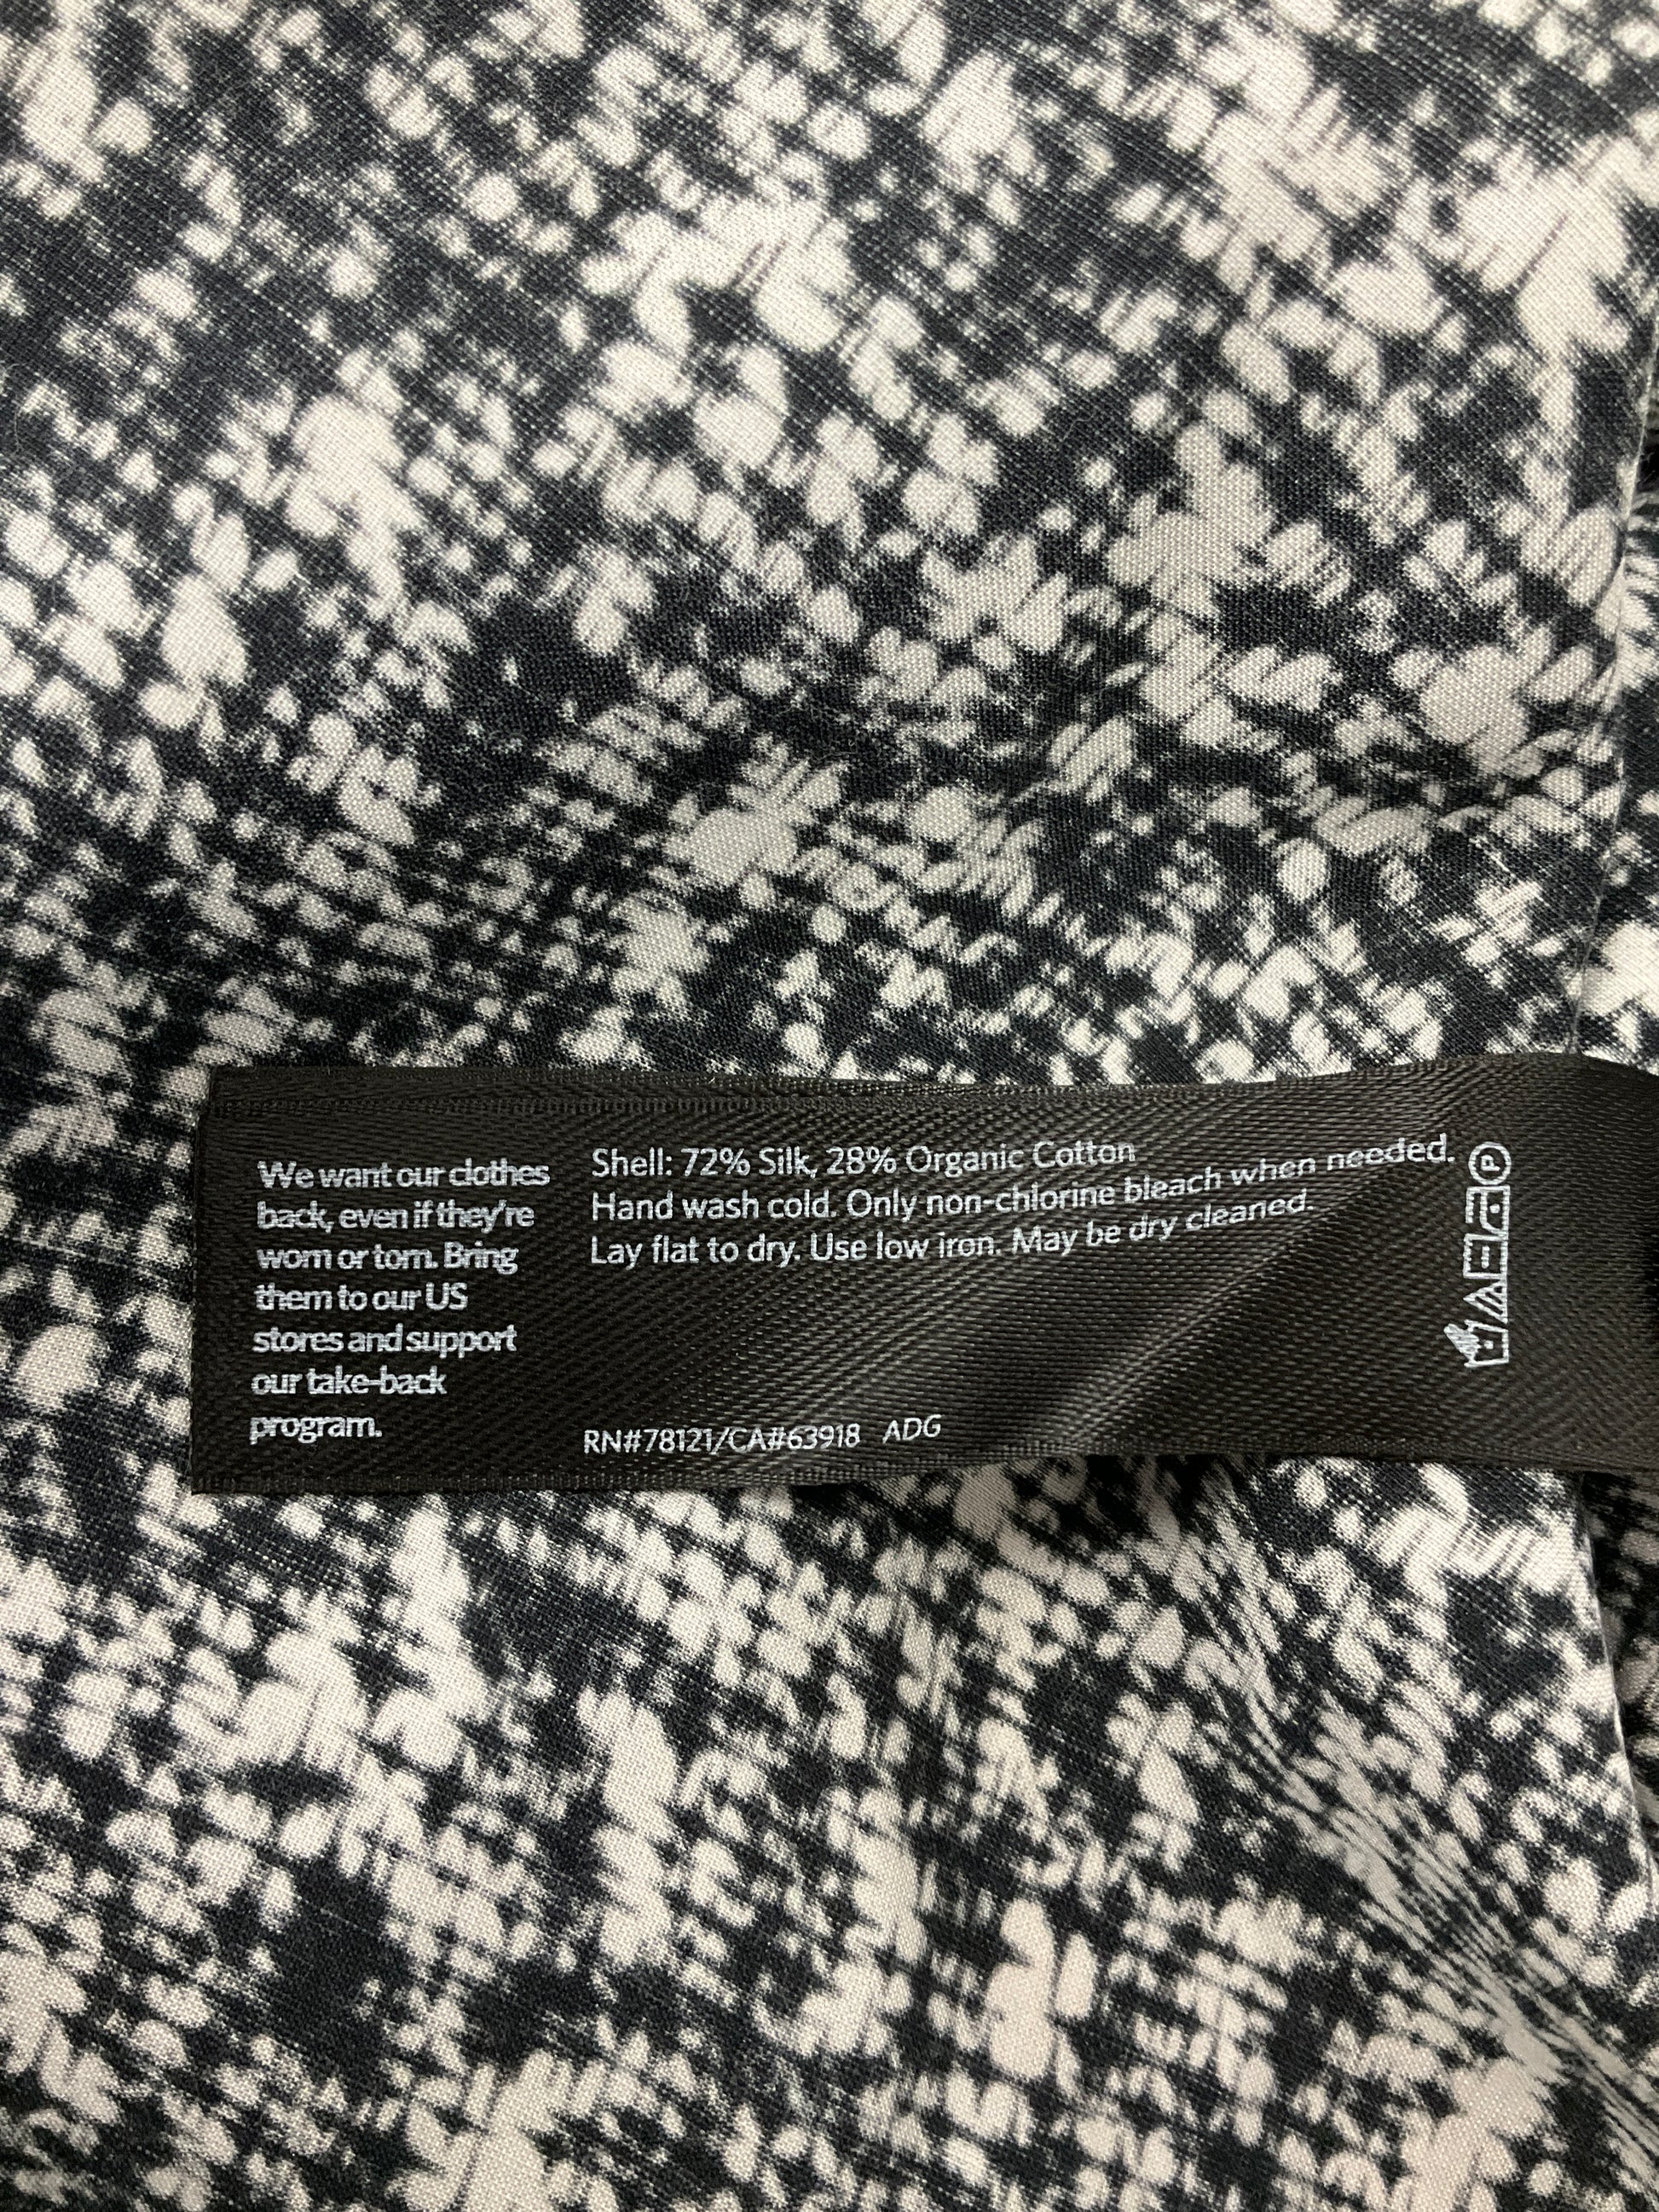 We want our clothes
back, even if they're
worn or torn. Bring
them to our US
stores and support
our take-back
program.
Shell: 72% Silk, 28% Organic Cotton
Hand wash cold. Only non-chlorine bleach when needed.
Lay flat to dry. Use low iron. May be dry cleaned.
RN#78121/CA#63918 ADG
P